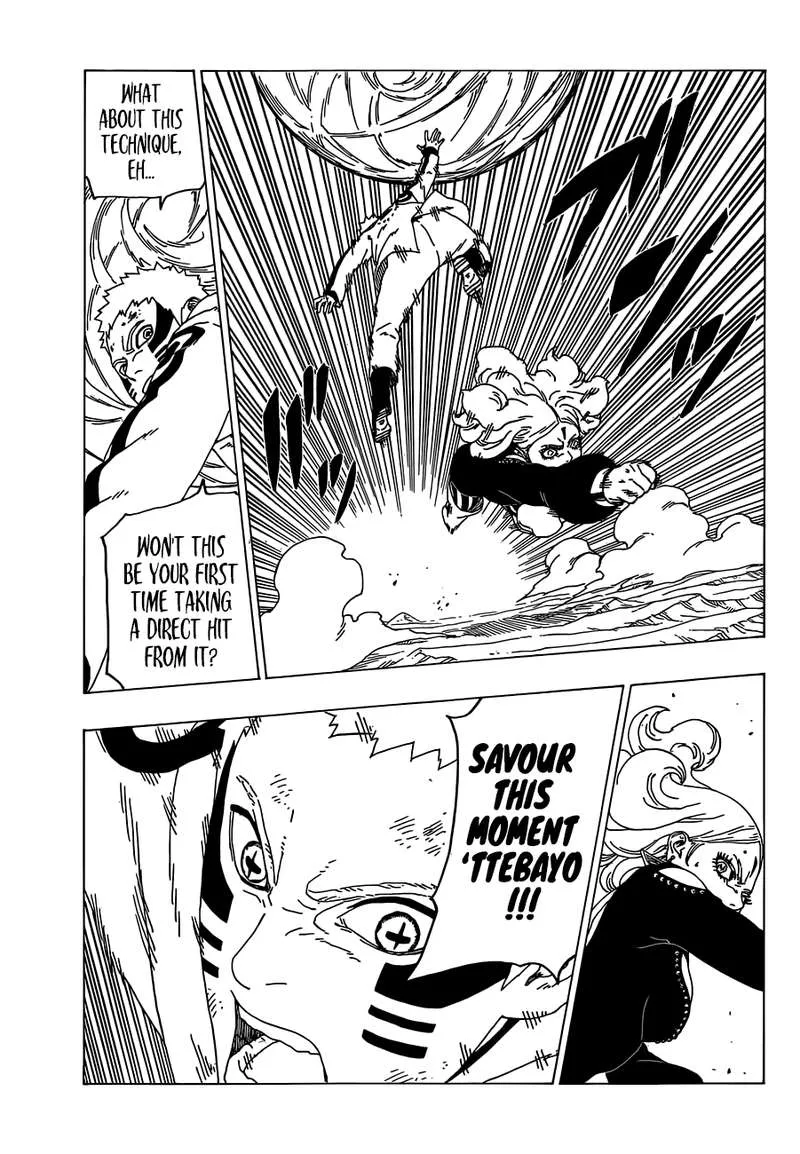 WHAT
ABOUT THIS
TECHNIQUE,
EH...
WON'T THIS
BE YOUR FIRST
TIME TAKING
A DIRECT HIT
FROM IT?
SAVOUR
THIS
MOMENT
'TTEBAYO
!!!